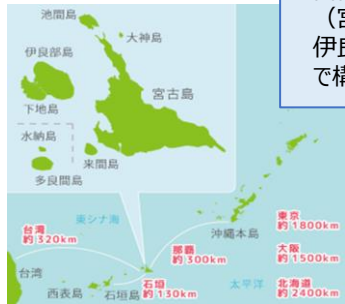 （宮
伊良
で構
池間島
大神島
伊良部島
宮古島
下地島
水納島
来間島
多良間島
東シナ海
台湾
約320km
那覇
約300km
沖縄本島
東京
約1800km
大阪
約1500km
北海道
約2400km
石垣
約130km
太平洋
台湾
西表島
石垣島